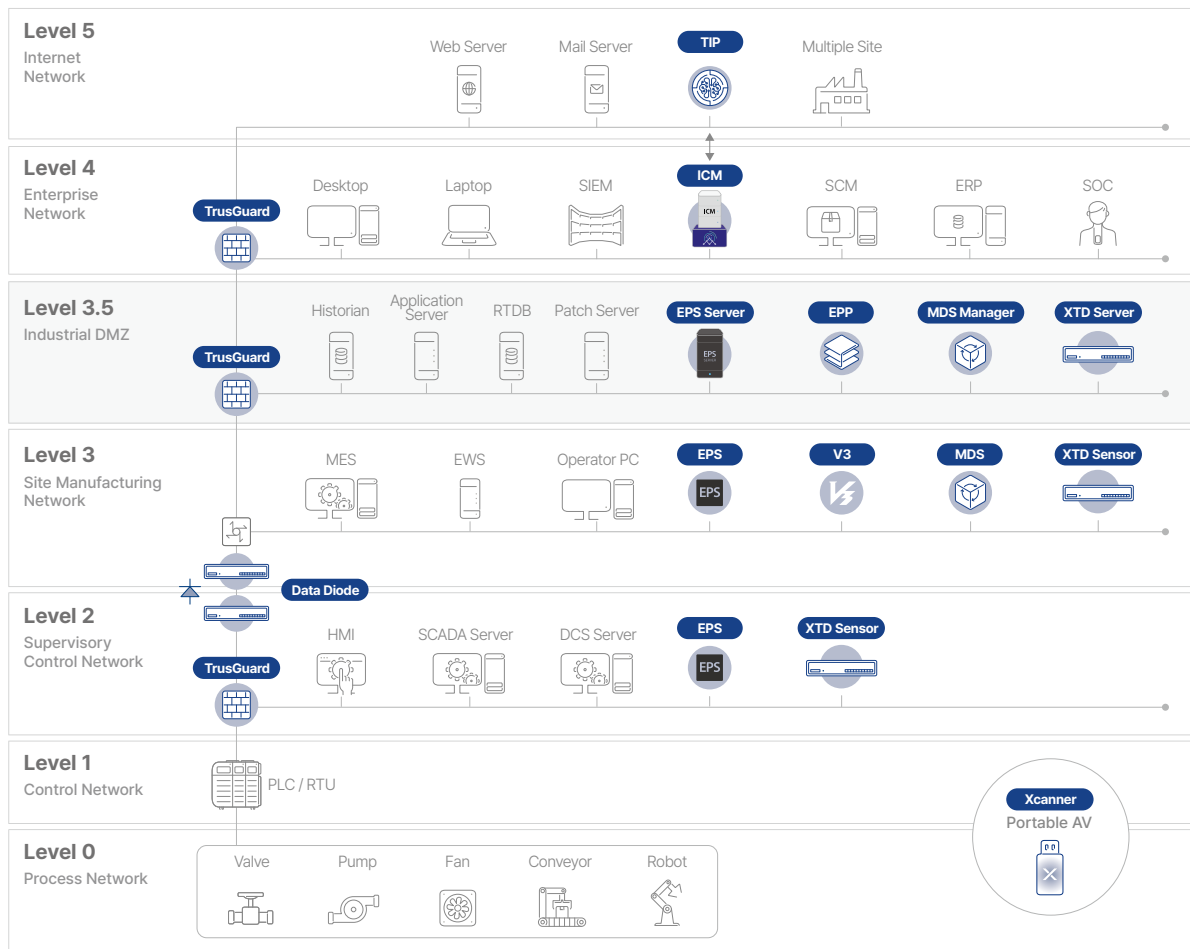 Level 5
Internet
Network
Web Server
Mail Server
TIP
Multiple Site
Level 4
Enterprise
Network
TrusGuard
Desktop
Laptop
SIEM
ICM
ICM
SCM
ERP
SOC
Level 3.5
Industrial DMZ
TrusGuard
Historian
Application
Server
RTDB
Patch Server
EPS Server
EPS
EPP
MDS Manager
XTD Server
Level 3
Site Manufacturing
Network
MES
EWS
Operator PC
EPS
EPS
V3
MDS
XTD Sensor
Data Diode
Level 2
Supervisory
Control Network
TrusGuard
HMI
SCADA Server
DCS Server
EPS
EPS
XTD Sensor
Level 1
Control Network
PLC / RTU
Xcanner
Portable AV
Level 0
Process Network
Valve
Pump
Fan
Conveyor
Robot